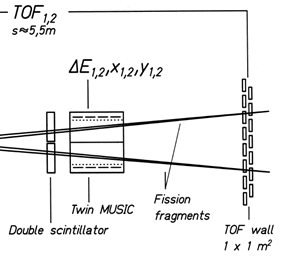 TOF1,2
s≈5,5m
ΔE1,2,x1,2,y1,2
Twin MUSIC
Fission
fragments
Double scintillator
TOF wall
1 x 1 m²